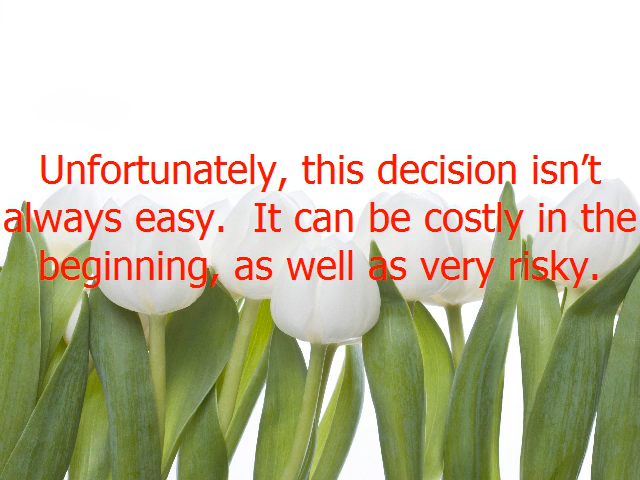 Unfortunately, this decision isn’t
always easy.  It can be costly in the
beginning, as well as very risky.